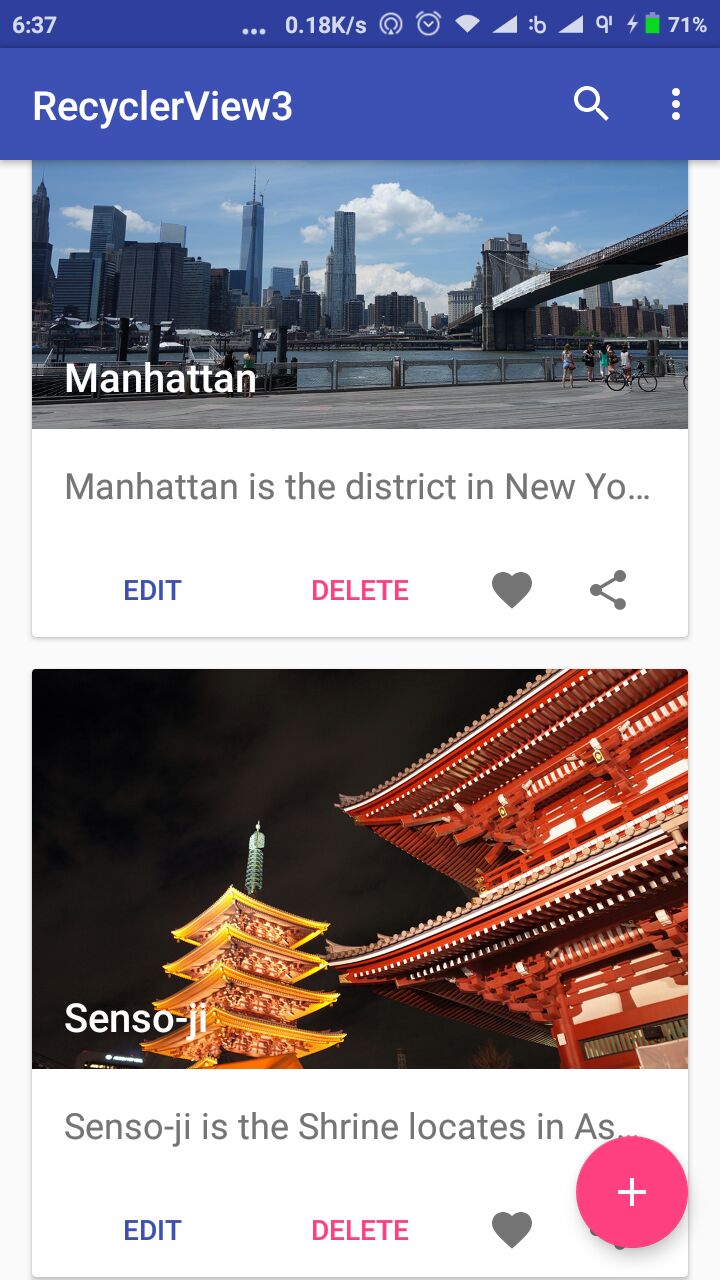 6:37 ... 0.18K/s 71%
RecyclerView3
Manhattan
Manhattan is the district in New Yo…
EDIT DELETE
Senso-ji
Senso-ji is the Shrine locates in As…
EDIT DELETE